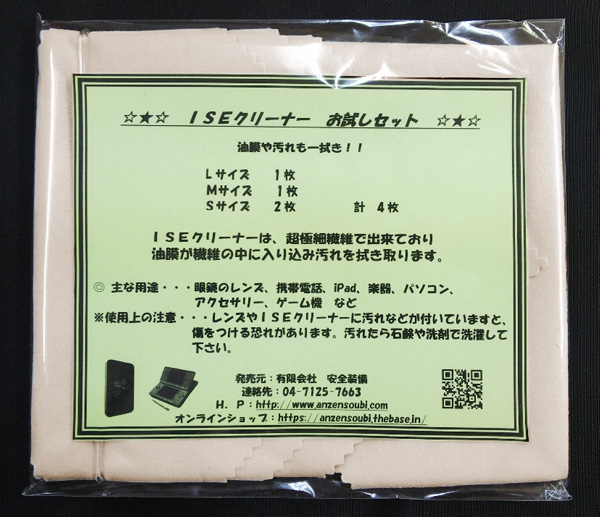 ☆★☆ ISEクリーナー お試しセット ☆★☆
油膜や汚れも一拭き！！
Lサイズ 1枚
Mサイズ 1枚
Sサイズ 2枚 計 4枚
ISEクリーナーは、超極細繊維で出来ており
油膜が繊維の中に入り込み汚れを拭き取ります。
◎ 主な用途・・・眼鏡のレンズ、携帯電話、iPad、楽器、パソコン、
アクセサリー、ゲーム機 など
※使用上の注意・・・レンズやISEクリーナーに汚れなどが付いていますと、
傷をつける恐れがあります。汚れたら石鹸や洗剤で洗濯して
下さい。
発売元：有限会社 安全装備
連絡先：04-7125-7663
H．P：http://www.anzensoubi.com
オンラインショップ：https://anzensoubi.thebase.in/